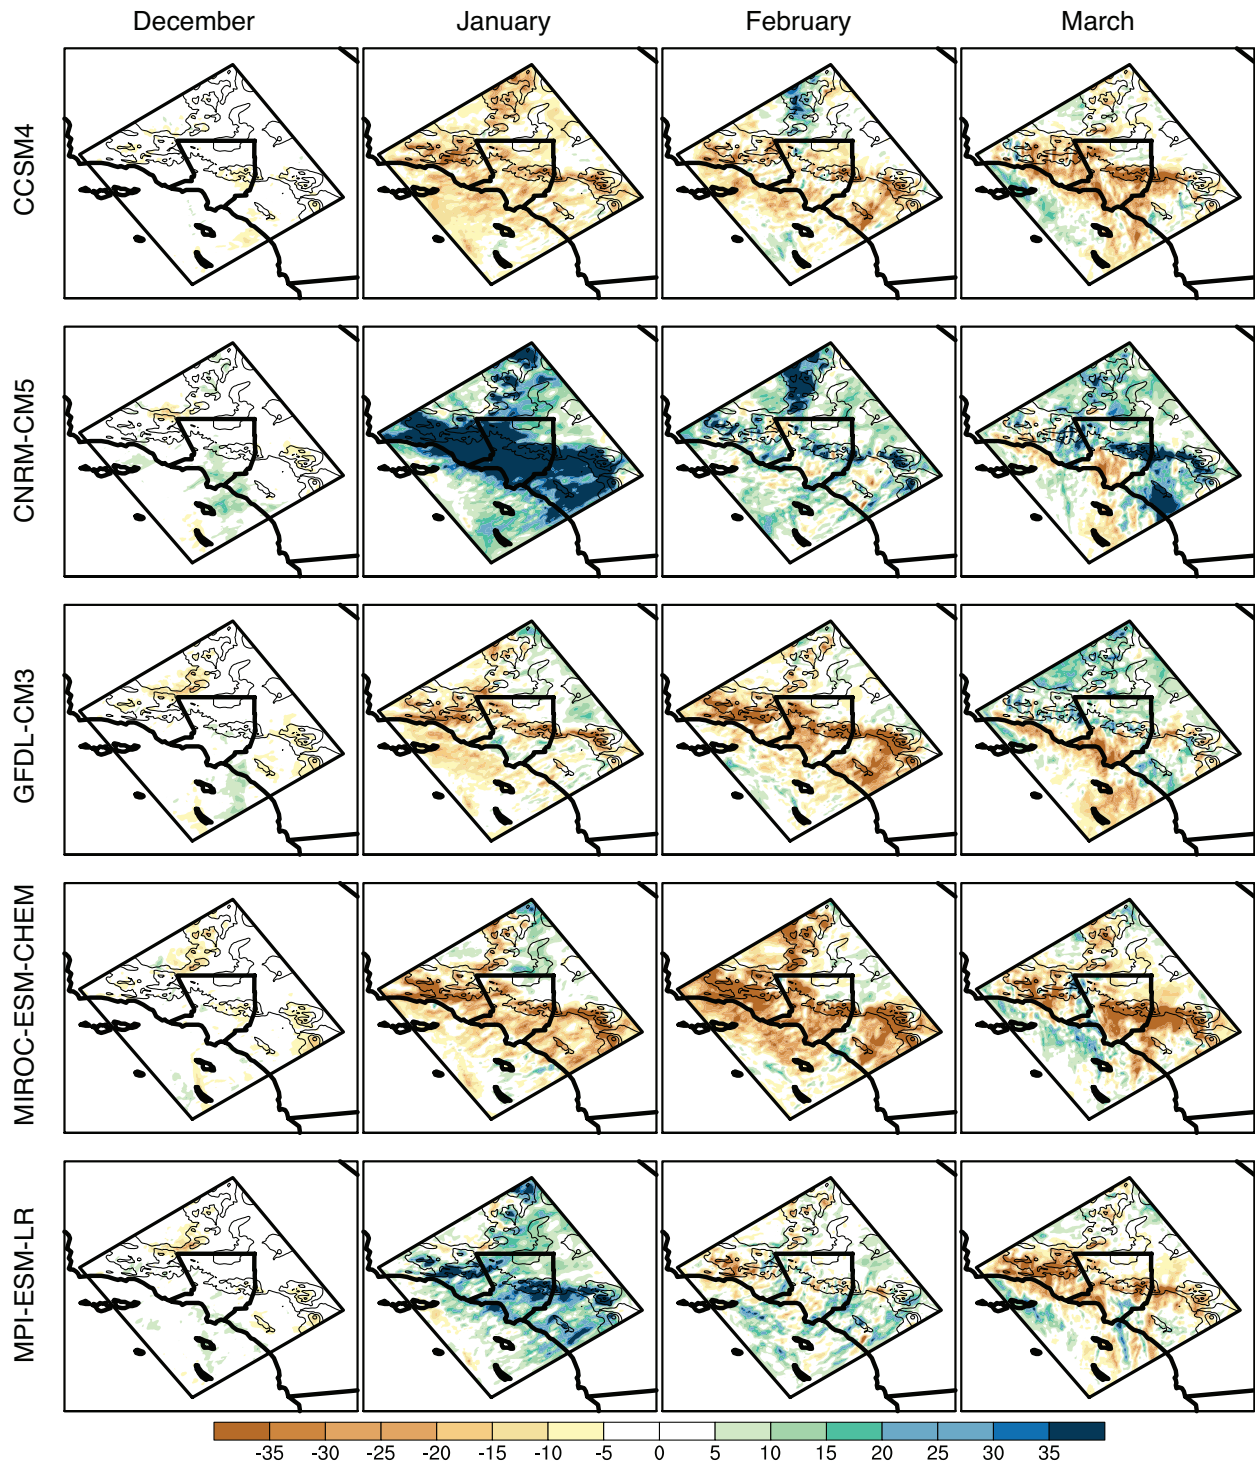 December January February March
CCSM4
CNRM-CM5
GFDL-CM3
MIROC-ESM-CHEM
MPI-ESM-LR
-35 -30 -25 -20 -15 -10 -5 0 5 10 15 20 25 30 35